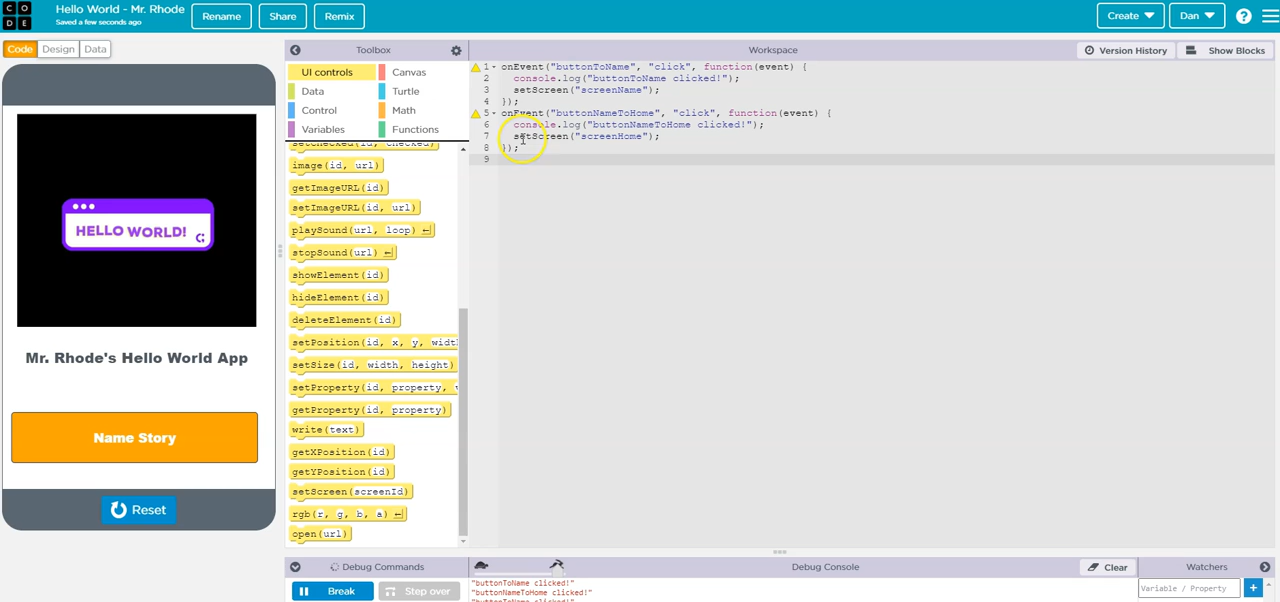 CO
DE
Hello World - Mr. Rhode
Saved a few seconds ago
Rename
Share
Remix
Create
Dan
?
Code
Design
Data
Toolbox
Workspace
Version History
Show Blocks
UI controls
Canvas
Data
Turtle
Control
Math
Variables
Functions
setChecked(id, checked)
image(id, url)
getImageURL(id)
setImageURL(id, url)
playSound(url, loop)
stopSound(url)
showElement(id)
hideElement(id)
deleteElement(id)
setPosition(id, x, y, widt
setSize(id, width, height)
setProperty(id, property, v
getProperty(id, property)
write(text)
getXPosition(id)
getYPosition(id)
setScreen(screenId)
rgb(r, g, b, a)
open(url)
1 onEvent("buttonToName", "click", function(event) {
2 console.log("buttonToName clicked!");
3 setScreen("screenName");
4 });
5 onEvent("buttonNameToHome", "click", function(event) {
6 console.log("buttonNameToHome clicked!");
7 setScreen("screenHome");
8 });
9
HELLO WORLD!
Mr. Rhode's Hello World App
Name Story
Reset
Debug Commands
Debug Console
Clear
Watchers
Break
Step over
"buttonToName clicked!"
"buttonNameToHome clicked!"
"buttonToName clicked!"
Variable / Property
+